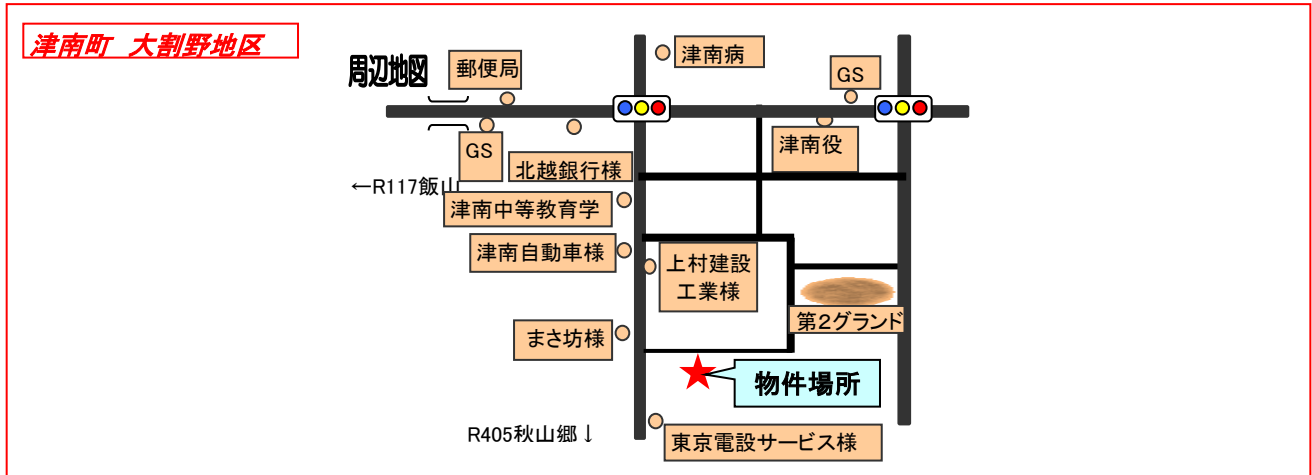 津南町 大割野地区
周辺地図
郵便局
津南病
GS
GS
北越銀行様
津南役
←R117飯山
津南中等教育学
津南自動車様
上村建設
工業様
第2グランド
まさ坊様
物件場所
R405秋山郷↓
東京電設サービス様